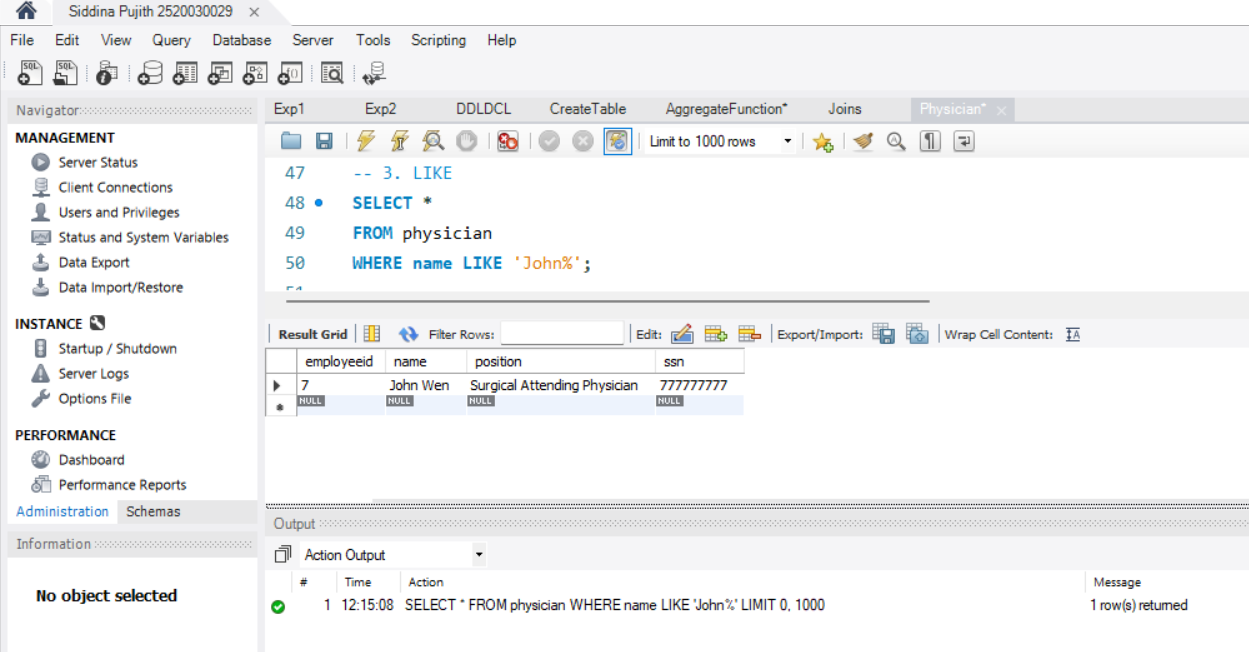 Siddina Pujith 2520030029 ×
File Edit View Query Database Server Tools Scripting Help
SQL SQL
Navigator
Exp1 Exp2 DDLDCL CreateTable AggregateFunction* Joins Physician* ×
MANAGEMENT
Server Status
Client Connections
Users and Privileges
Status and System Variables
Data Export
Data Import/Restore
INSTANCE
Startup / Shutdown
Server Logs
Options File
PERFORMANCE
Dashboard
Performance Reports
Administration Schemas
Information
No object selected
Limit to 1000 rows
47 -- 3. LIKE
48 SELECT *
49 FROM physician
50 WHERE name LIKE 'John%';
51
Result Grid Filter Rows: Edit: Export/Import: Wrap Cell Content: IA
employeeid name position ssn
7 John Wen Surgical Attending Physician 777777777
* NULL NULL NULL NULL
Output
Action Output
# Time Action Message
1 12:15:08 SELECT * FROM physician WHERE name LIKE 'John%' LIMIT 0, 1000 1 row(s) returned